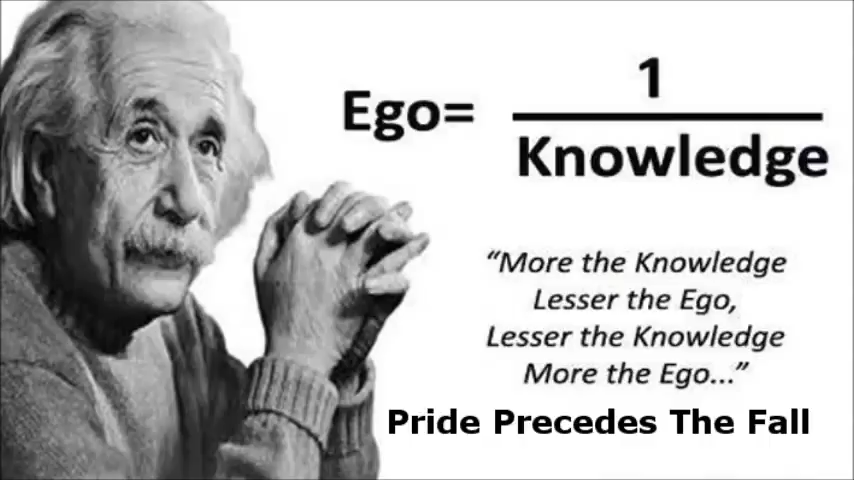 Ego= 1
Knowledge
“More the Knowledge
Lesser the Ego,
Lesser the Knowledge
More the Ego...”
Pride Precedes The Fall